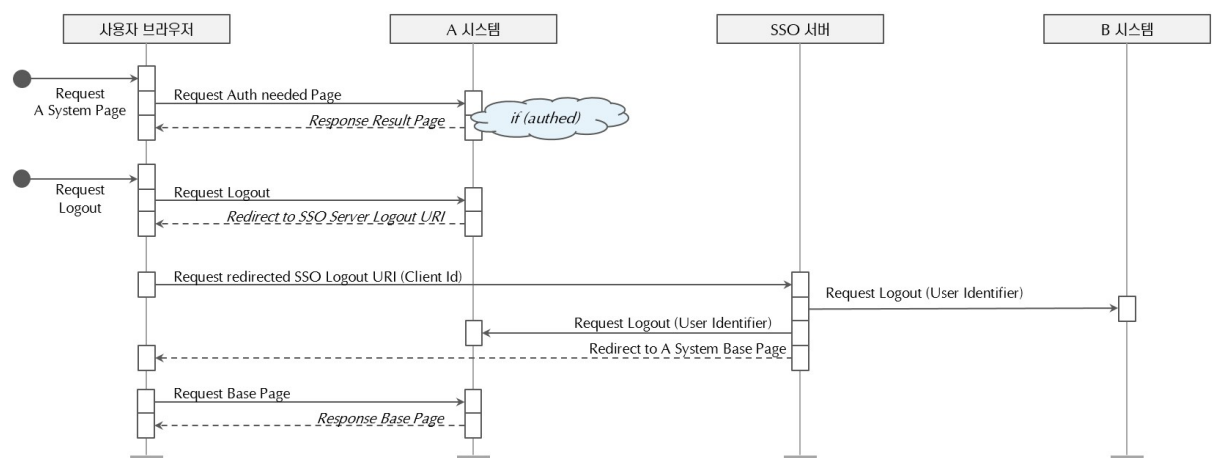 사용자 브라우저
A 시스템
SSO 서버
B 시스템
Request
A System Page
Request Auth needed Page
Response Result Page
if (authed)
Request
Logout
Request Logout
Redirect to SSO Server Logout URI
Request redirected SSO Logout URI (Client Id)
Request Logout (User Identifier)
Request Logout (User Identifier)
Redirect to A System Base Page
Request Base Page
Response Base Page